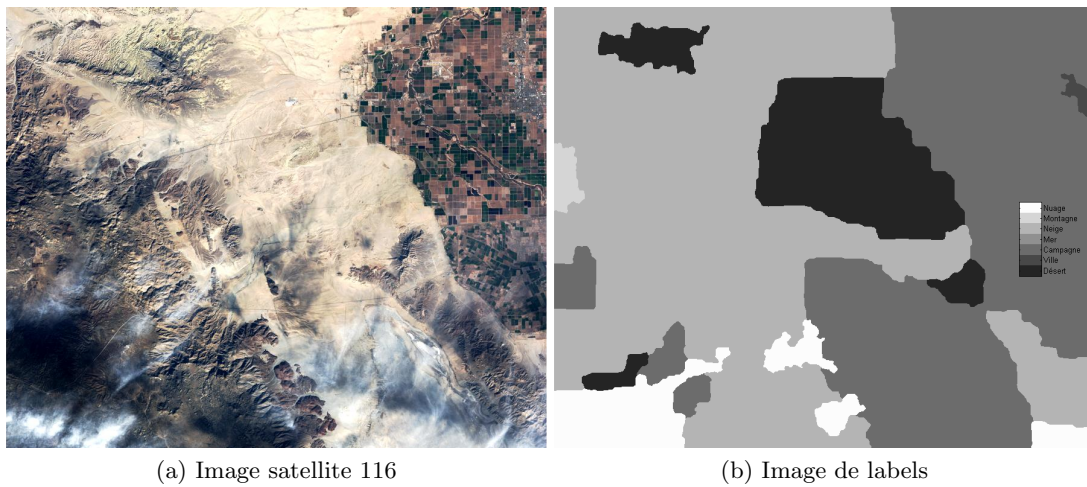 Nuage
Montagne
Neige
Mer
Campagne
Ville
Désert
(a) Image satellite 116
(b) Image de labels